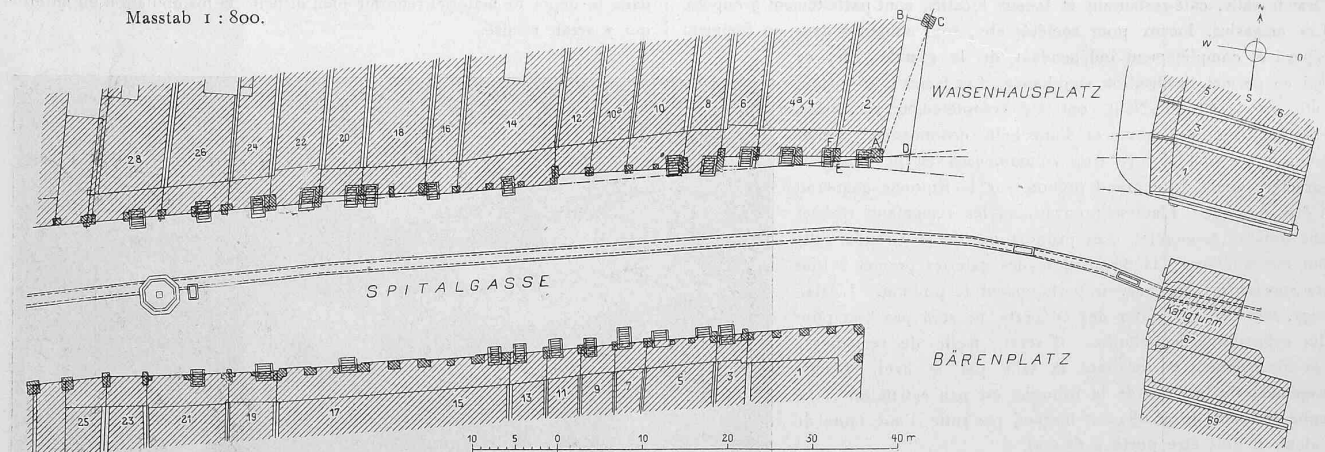 Masstab 1 : 800.
B C
W O
S
WAISENHAUSPLATZ
28 26 24 22 20 18 16 14 12 10a 10 8 6 4a 4 2
F A D
E
5 6
3 4
1 2
SPITALGASSE
Käfigturm
67
BÄRENPLATZ
25 23 21 19 17 15 13 11 9 7 5 3 1
69
10 5 0 10 20 30 40 m